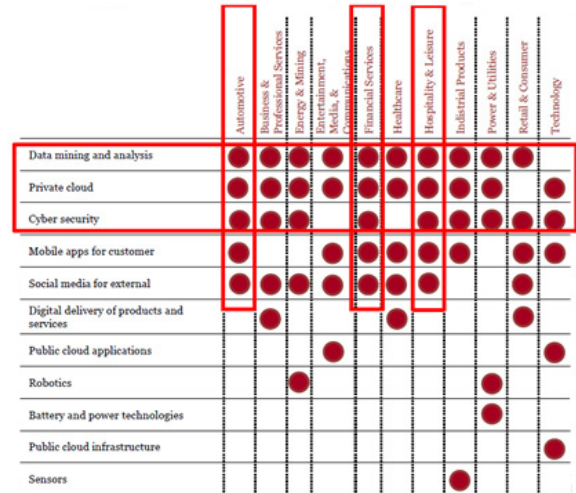 Automotive
Business &
Professional Services
Energy & Mining
Entertainment,
Media, &
Communications
Financial Services
Healthcare
Hospitality & Leisure
Indistrial Products
Power & Utilities
Retail & Consumer
Technology
Data mining and analysis
Private cloud
Cyber security
Mobile apps for customer
Social media for external
Digital delivery of products and
services
Public cloud applications
Robotics
Battery and power technologies
Public cloud infrastructure
Sensors